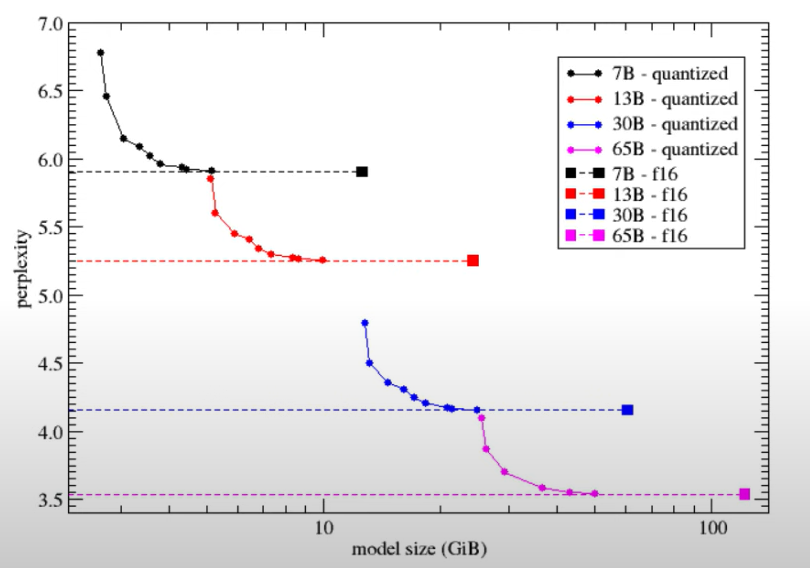 7.0
6.5
6.0
5.5
5.0
4.5
4.0
3.5
perplexity
7B - quantized
13B - quantized
30B - quantized
65B - quantized
7B - f16
13B - f16
30B - f16
65B - f16
10
100
model size (GiB)